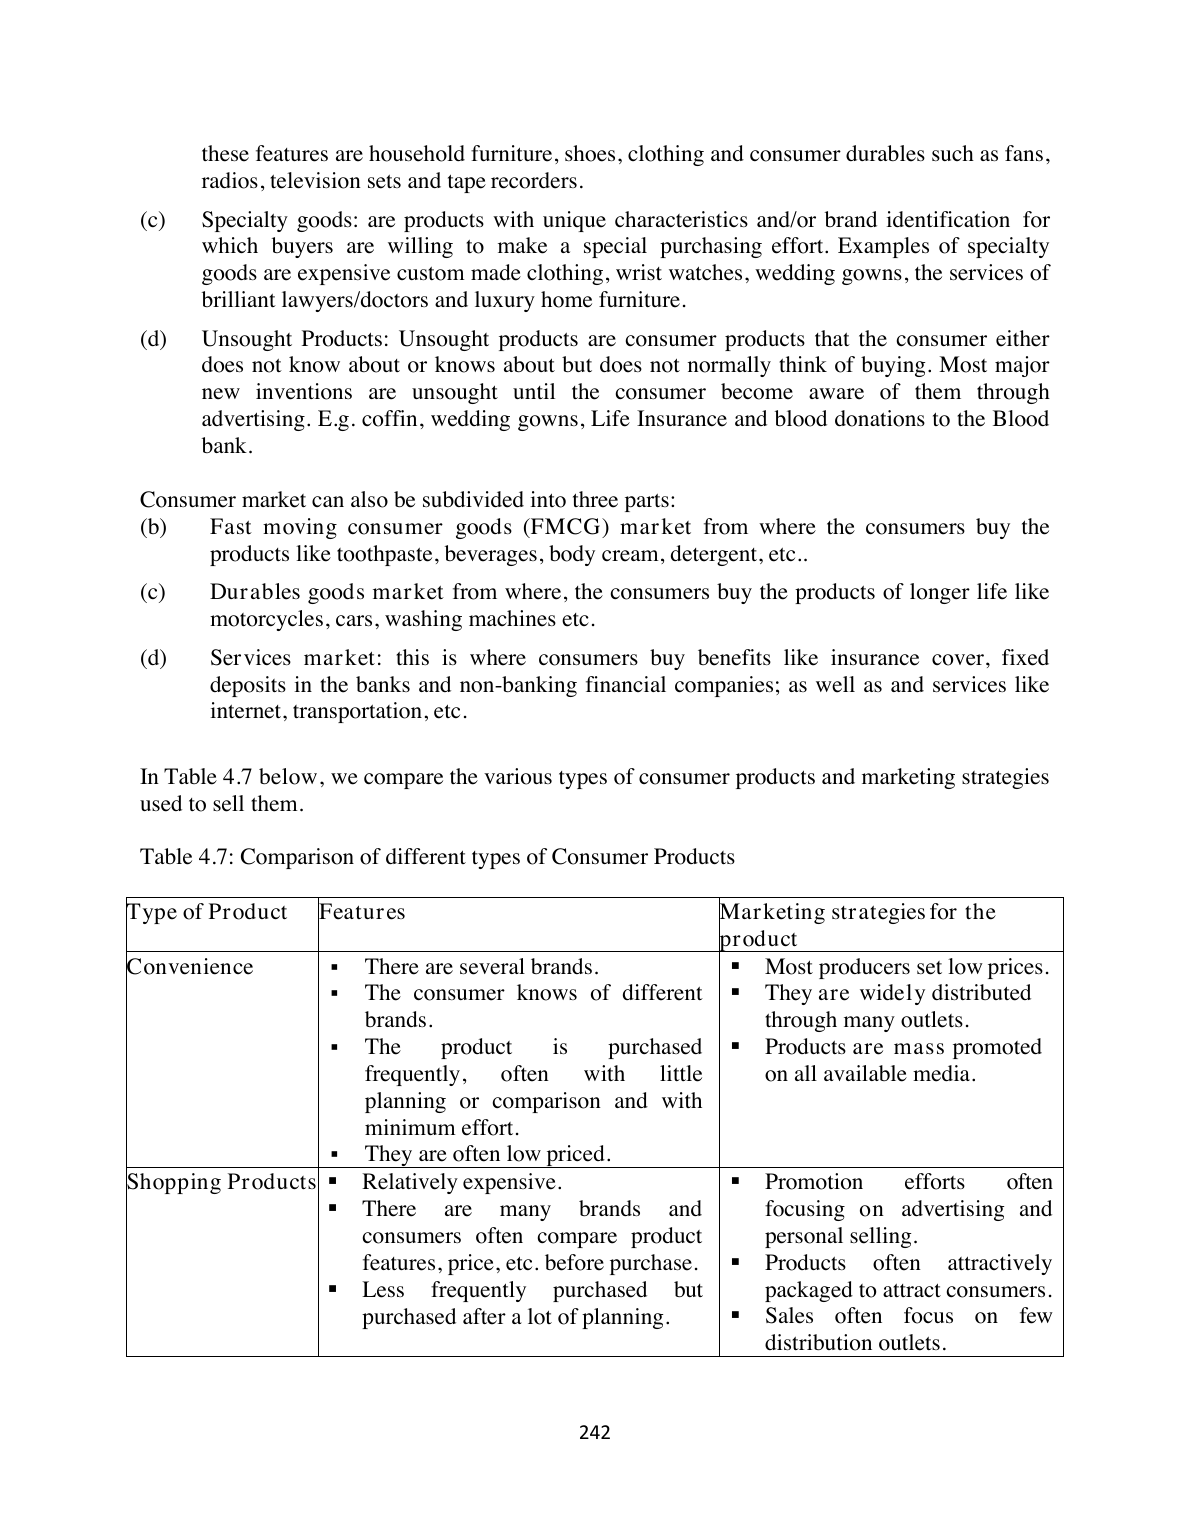 these features are household furniture, shoes, clothing and consumer durables such as fans,
radios, television sets and tape recorders.
(c) Specialty goods: are products with unique characteristics and/or brand identification for
which buyers are willing to make a special purchasing effort. Examples of specialty
goods are expensive custom made clothing, wrist watches, wedding gowns, the services of
brilliant lawyers/doctors and luxury home furniture.
(d) Unsought Products: Unsought products are consumer products that the consumer either
does not know about or knows about but does not normally think of buying. Most major
new inventions are unsought until the consumer become aware of them through
advertising. E.g. coffin, wedding gowns, Life Insurance and blood donations to the Blood
bank.
Consumer market can also be subdivided into three parts:
(b) Fast moving consumer goods (FMCG) market from where the consumers buy the
products like toothpaste, beverages, body cream, detergent, etc..
(c) Durables goods market from where, the consumers buy the products of longer life like
motorcycles, cars, washing machines etc.
(d) Services market: this is where consumers buy benefits like insurance cover, fixed
deposits in the banks and non-banking financial companies; as well as and services like
internet, transportation, etc.
In Table 4.7 below, we compare the various types of consumer products and marketing strategies
used to sell them.
Table 4.7: Comparison of different types of Consumer Products
Type of Product
Features
Marketing strategies for the
product
Convenience
▪ There are several brands.
▪ The consumer knows of different
brands.
▪ The product is purchased
frequently, often with little
planning or comparison and with
minimum effort.
▪ They are often low priced.
▪ Most producers set low prices.
▪ They are widely distributed
through many outlets.
▪ Products are mass promoted
on all available media.
Shopping Products
▪ Relatively expensive.
▪ There are many brands and
consumers often compare product
features, price, etc. before purchase.
▪ Less frequently purchased but
purchased after a lot of planning.
▪ Promotion efforts often
focusing on advertising and
personal selling.
▪ Products often attractively
packaged to attract consumers.
▪ Sales often focus on few
distribution outlets.
242